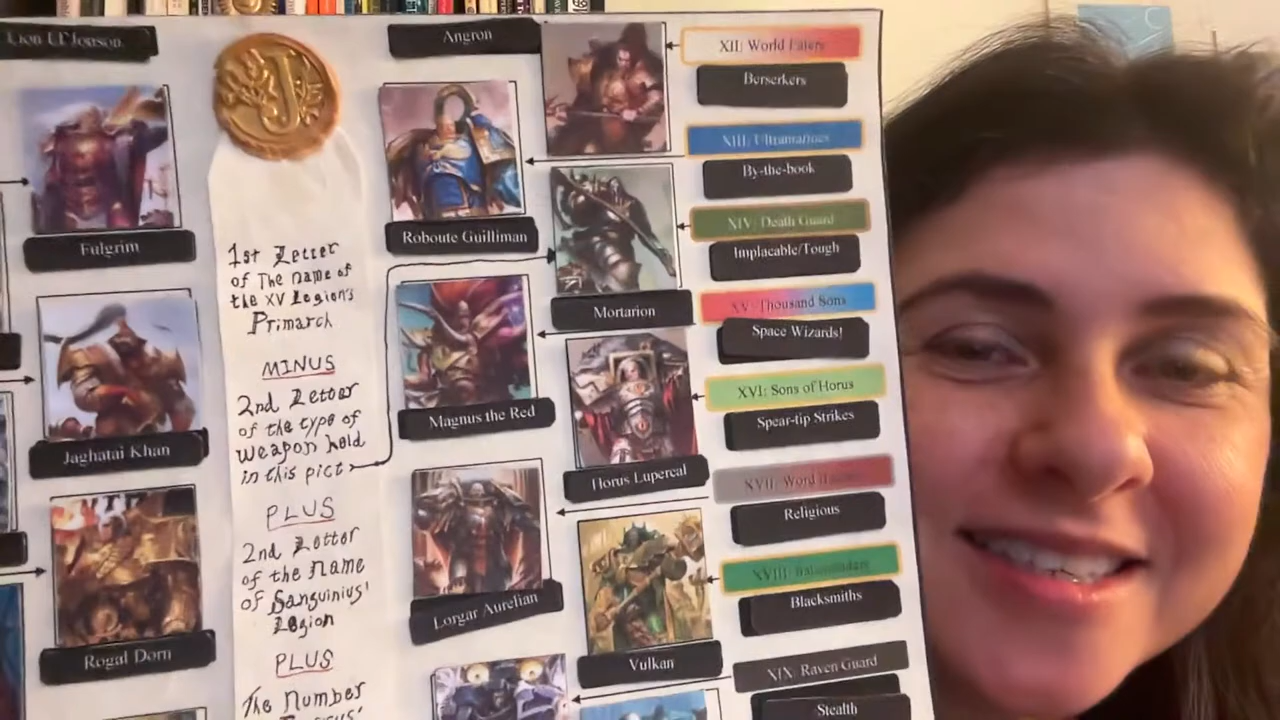 Lion El'Jonson
Fulgrim
Jaghatai Khan
Rogal Dorn
J
1st Letter
of The name of
the XV Legion's
Primarch
MINUS
2nd Letter
of the type of
weapon held
in this pict
PLUS
2nd Letter
of the name
of Sanguinius'
Legion
PLUS
The Number
Angron
Roboute Guilliman
Mortarion
Magnus the Red
Horus Lupercal
Lorgar Aurelian
Vulkan
XII: World Eaters
Berserkers
XIII: Ultramarines
By-the-book
XIV: Death Guard
Implacable/Tough
XV: Thousand Sons
Space Wizards!
XVI: Sons of Horus
Spear-tip Strikes
XVII: Word Bearers
Religious
XVIII: Salamanders
Blacksmiths
XIX: Raven Guard
Stealth